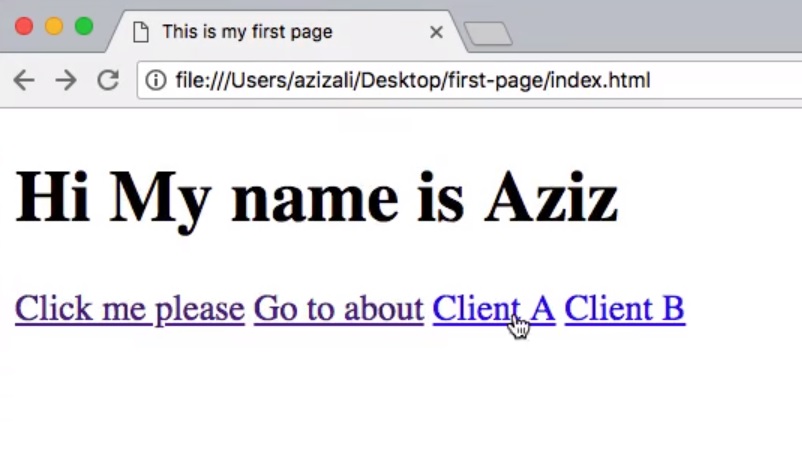 This is my first page
file:///Users/azizali/Desktop/first-page/index.html
Hi My name is Aziz
Click me please Go to about Client A Client B